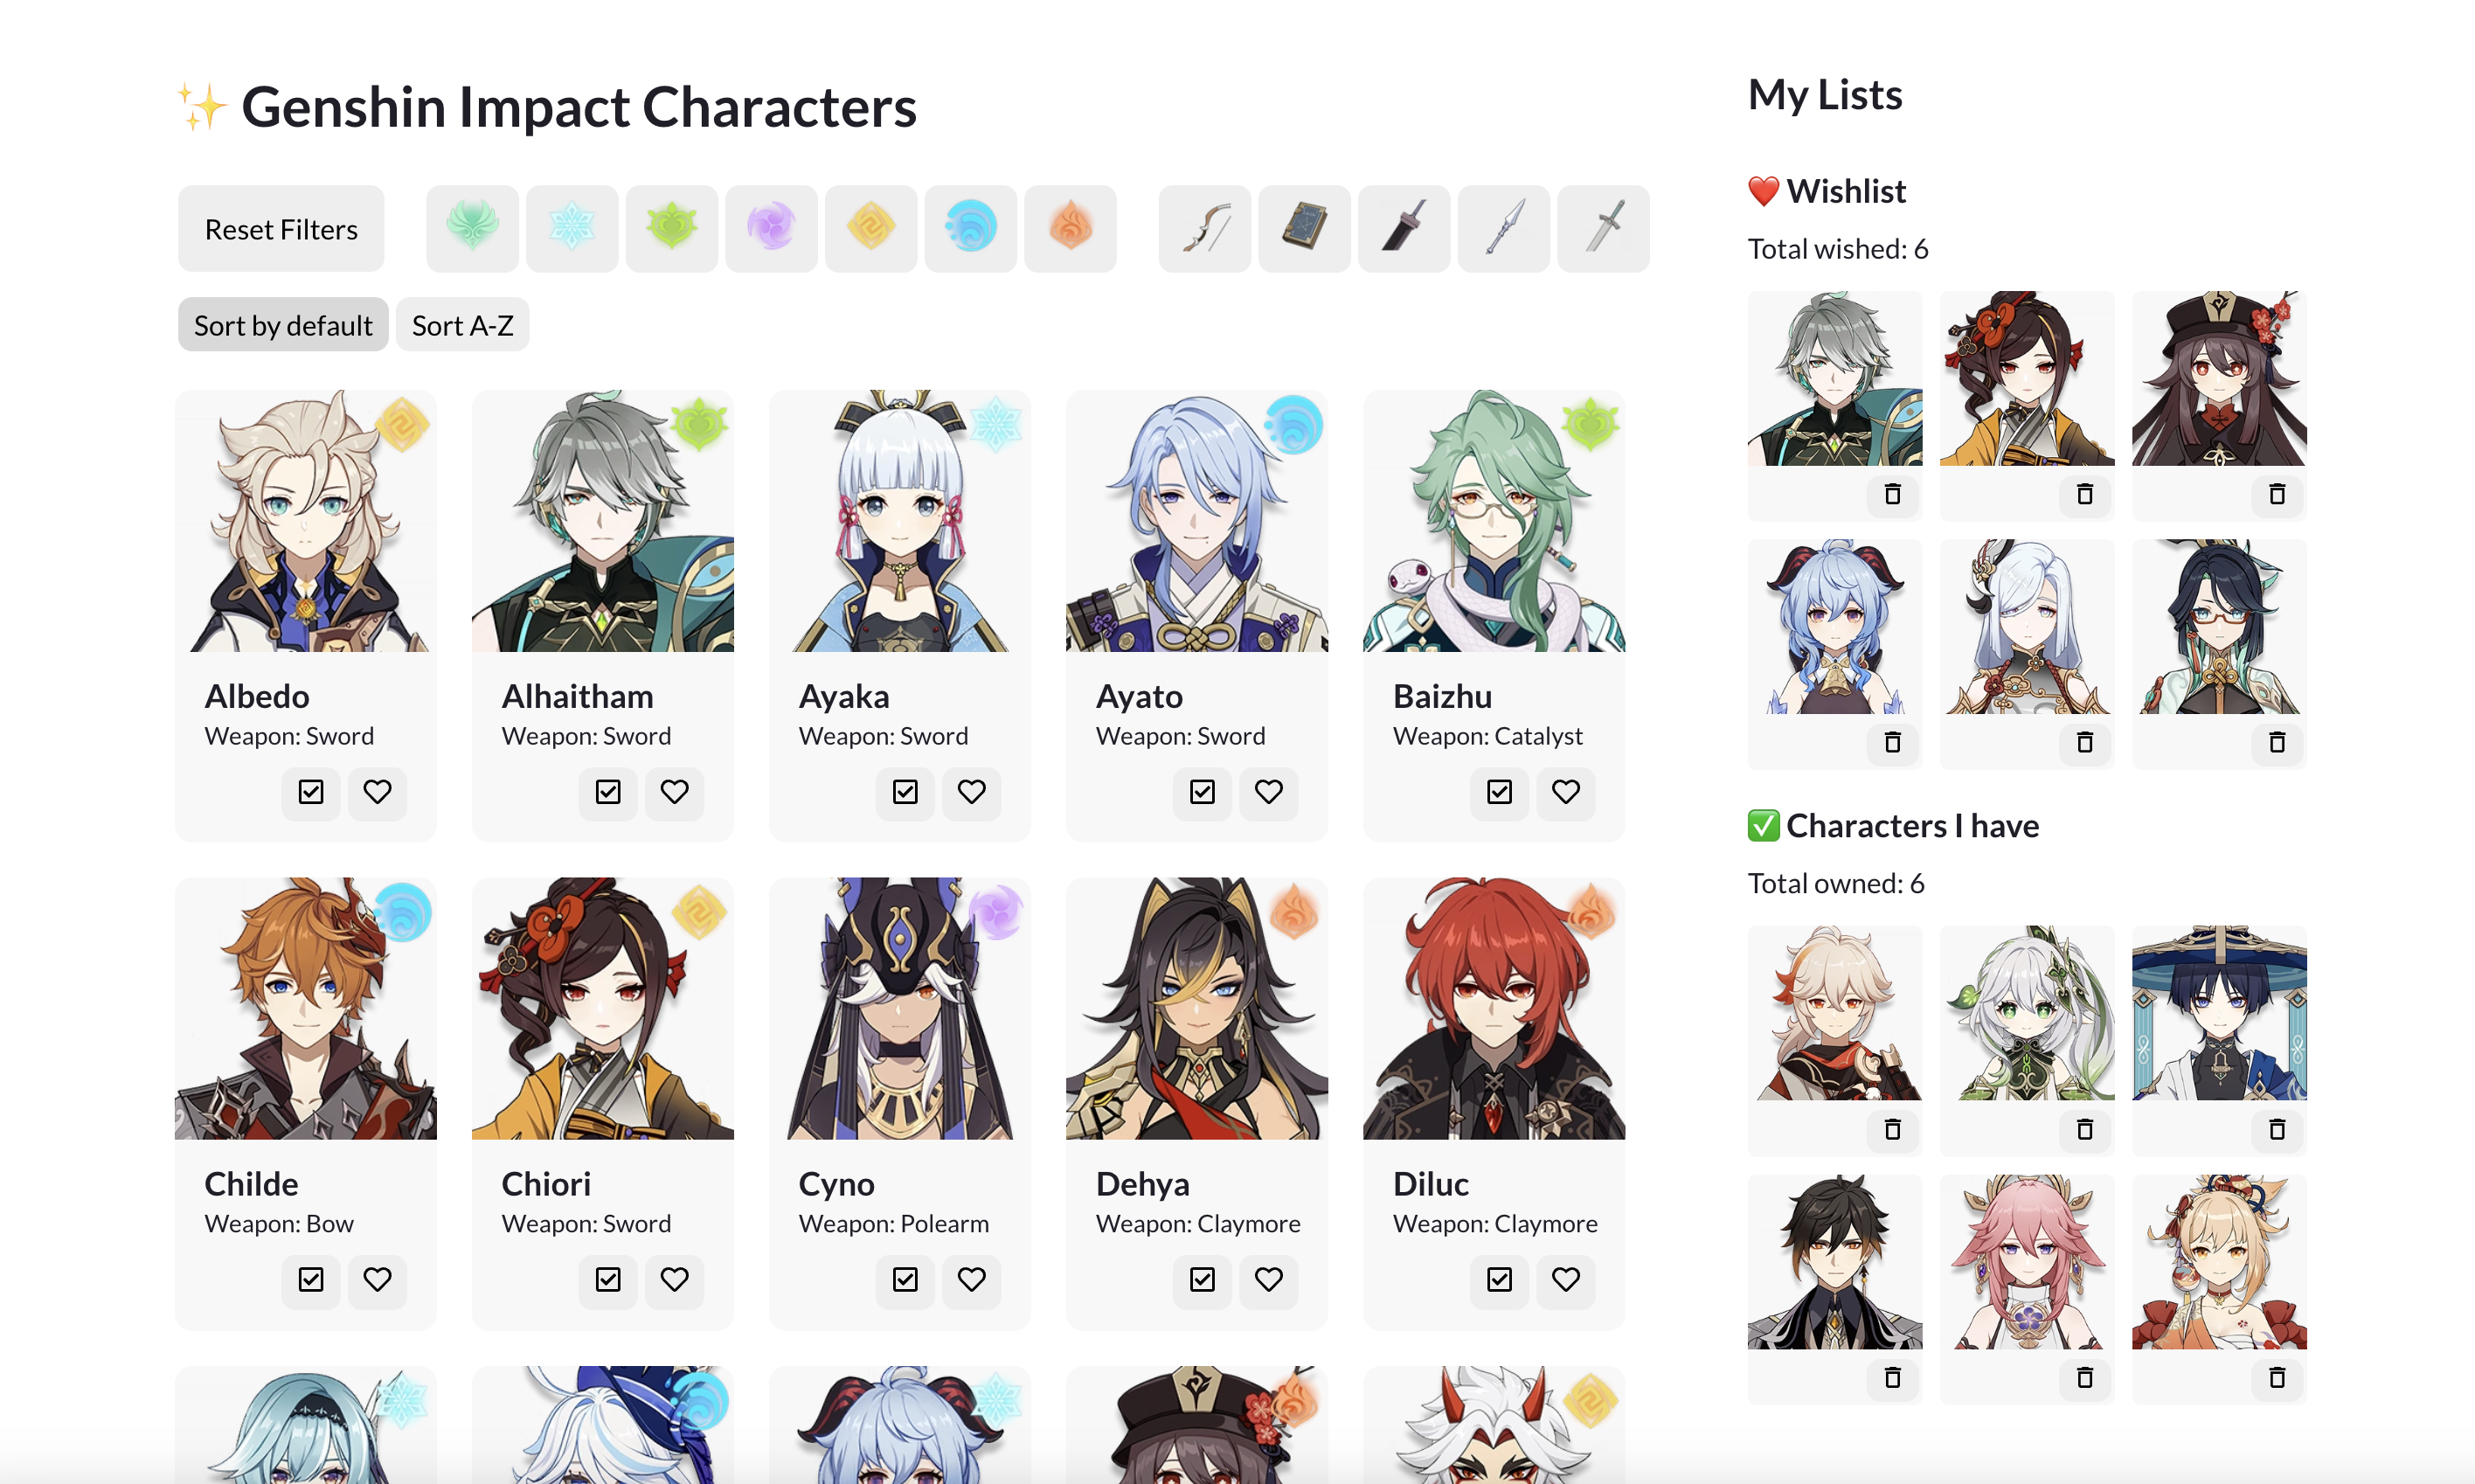 ✨ Genshin Impact Characters
Reset Filters
Sort by default
Sort A-Z
Albedo
Weapon: Sword
Alhaitham
Weapon: Sword
Ayaka
Weapon: Sword
Ayato
Weapon: Sword
Baizhu
Weapon: Catalyst
Childe
Weapon: Bow
Chiori
Weapon: Sword
Cyno
Weapon: Polearm
Dehya
Weapon: Claymore
Diluc
Weapon: Claymore
My Lists
❤️ Wishlist
Total wished: 6
✅ Characters I have
Total owned: 6